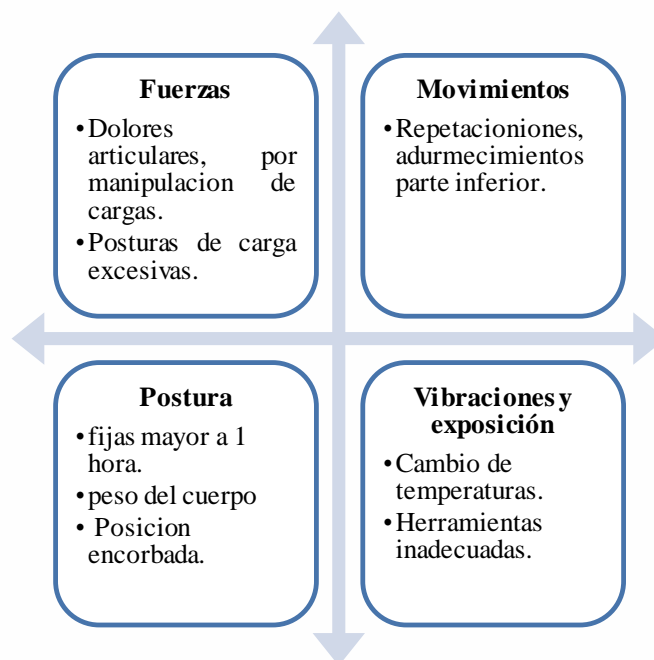 Fuerzas
•Dolores
articulares, por
manipulacion de
cargas.
•Posturas de carga
excesivas.
Movimientos
•Repetacioniones,
adurmecimientos
parte inferior.
Postura
•fijas mayor a 1
hora.
•peso del cuerpo
• Posicion
encorbada.
Vibraciones y
exposición
•Cambio de
temperaturas.
•Herramientas
inadecuadas.